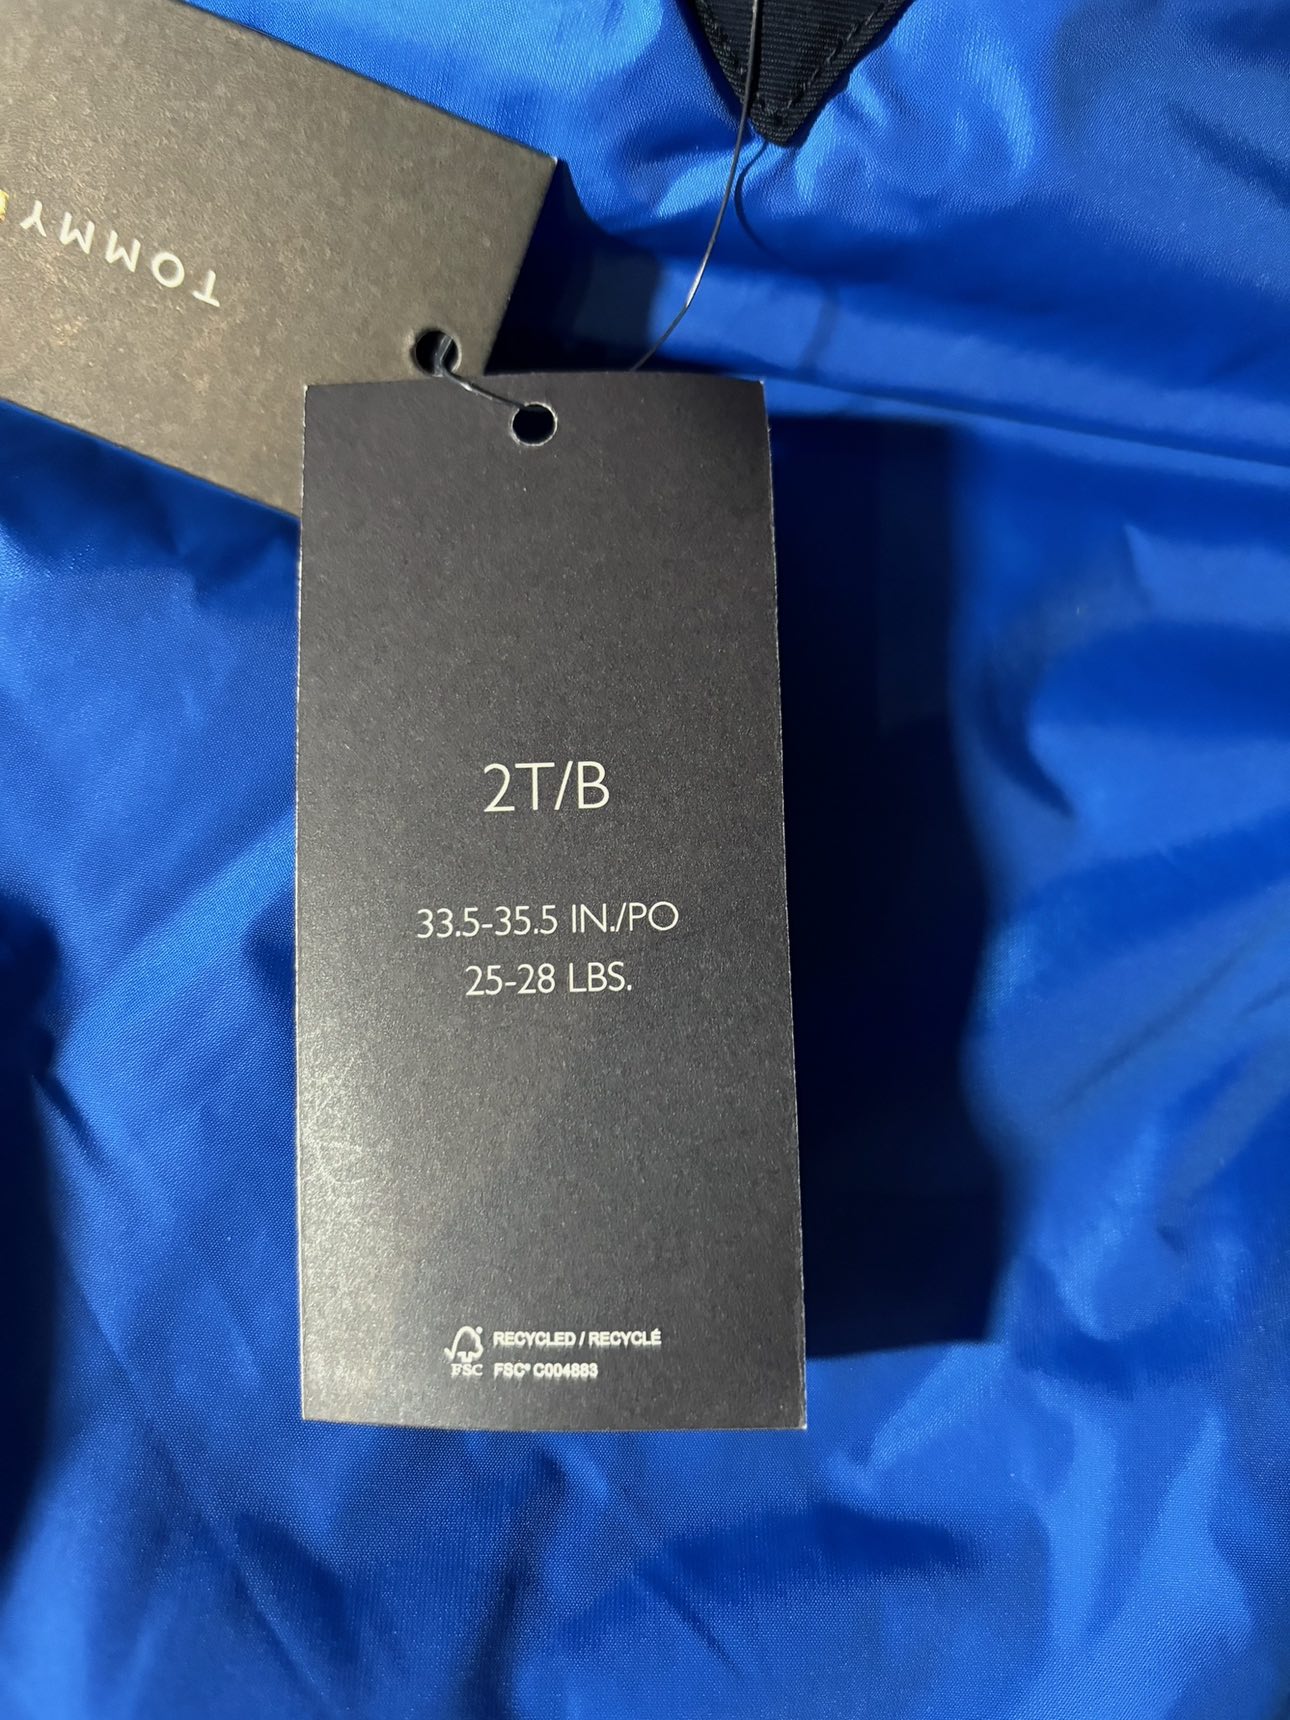 TOMMY
2T/B
33.5-35.5 IN./PO
25-28 LBS.
RECYCLED / RECYCLÉ
FSC FSC® C004883